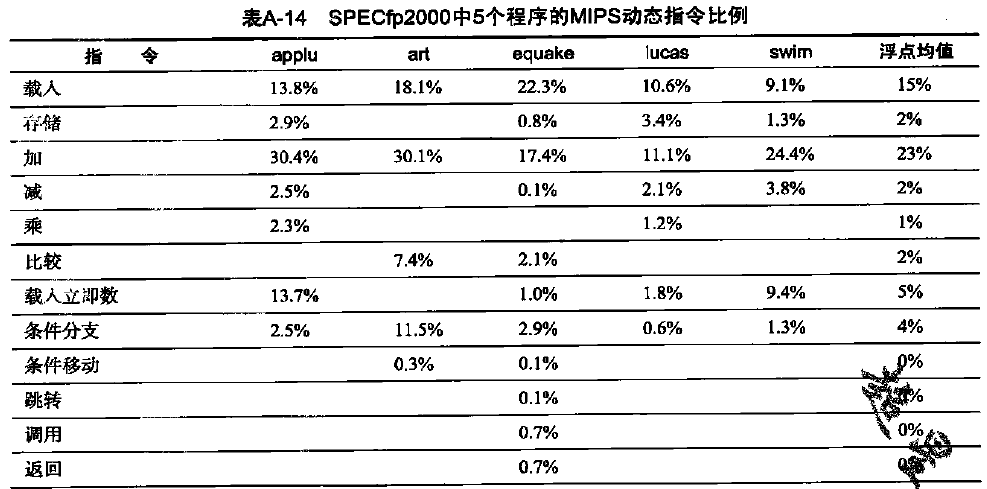 表A-14 SPECfp2000中5个程序的MIPS动态指令比例
指 令 applu art equake lucas swim 浮点均值
载入 13.8% 18.1% 22.3% 10.6% 9.1% 15%
存储 2.9% 0.8% 3.4% 1.3% 2%
加 30.4% 30.1% 17.4% 11.1% 24.4% 23%
减 2.5% 0.1% 2.1% 3.8% 2%
乘 2.3% 1.2% 1%
比较 7.4% 2.1% 2%
载入立即数 13.7% 1.0% 1.8% 9.4% 5%
条件分支 2.5% 11.5% 2.9% 0.6% 1.3% 4%
条件移动 0.3% 0.1% 0%
跳转 0.1%
调用 0.7% 0%
返回 0.7%